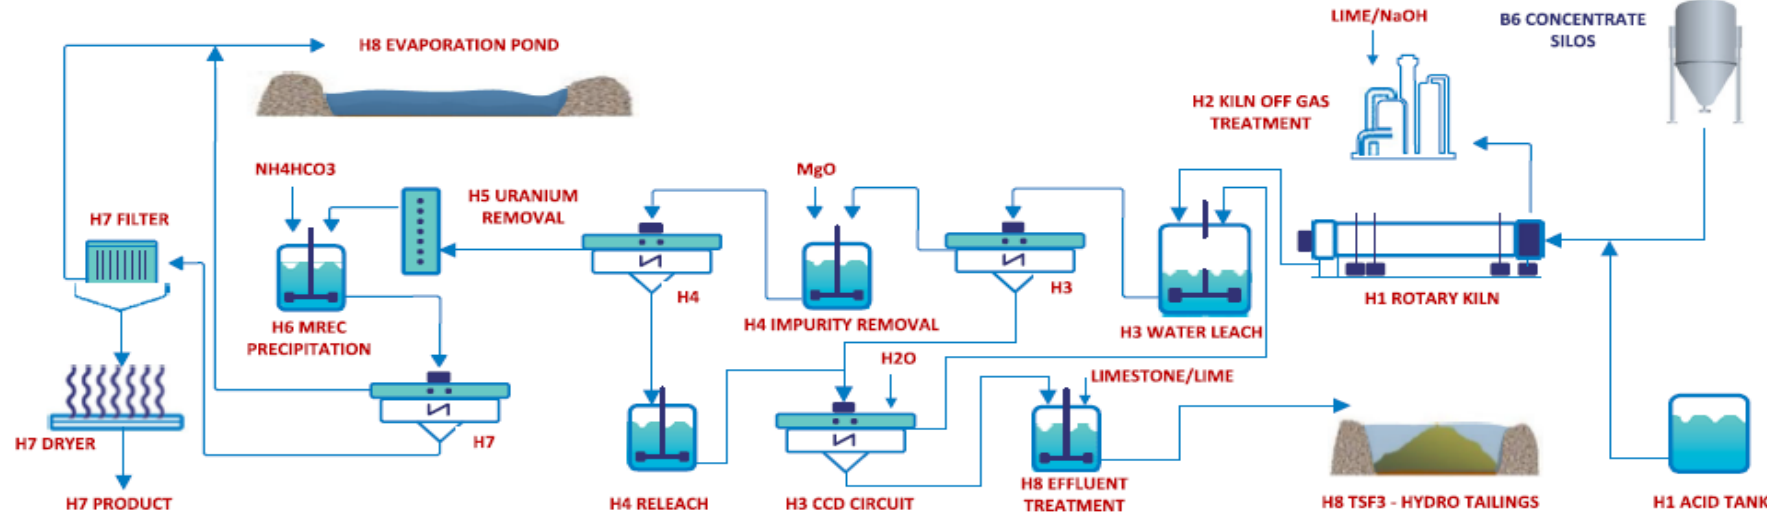 LIME/NaOH
B6 CONCENTRATE
SILOS
H8 EVAPORATION POND
H2 KILN OFF GAS
TREATMENT
NH4HCO3
MgO
H5 URANIUM
REMOVAL
H7 FILTER
H4
H3
H1 ROTARY KILN
H6 MREC
PRECIPITATION
H4 IMPURITY REMOVAL
H3 WATER LEACH
H2O
LIMESTONE/LIME
H7 DRYER
H7
H7 PRODUCT
H4 RELEACH
H3 CCD CIRCUIT
H8 EFFLUENT
TREATMENT
H8 TSF3 - HYDRO TAILINGS
H1 ACID TANK